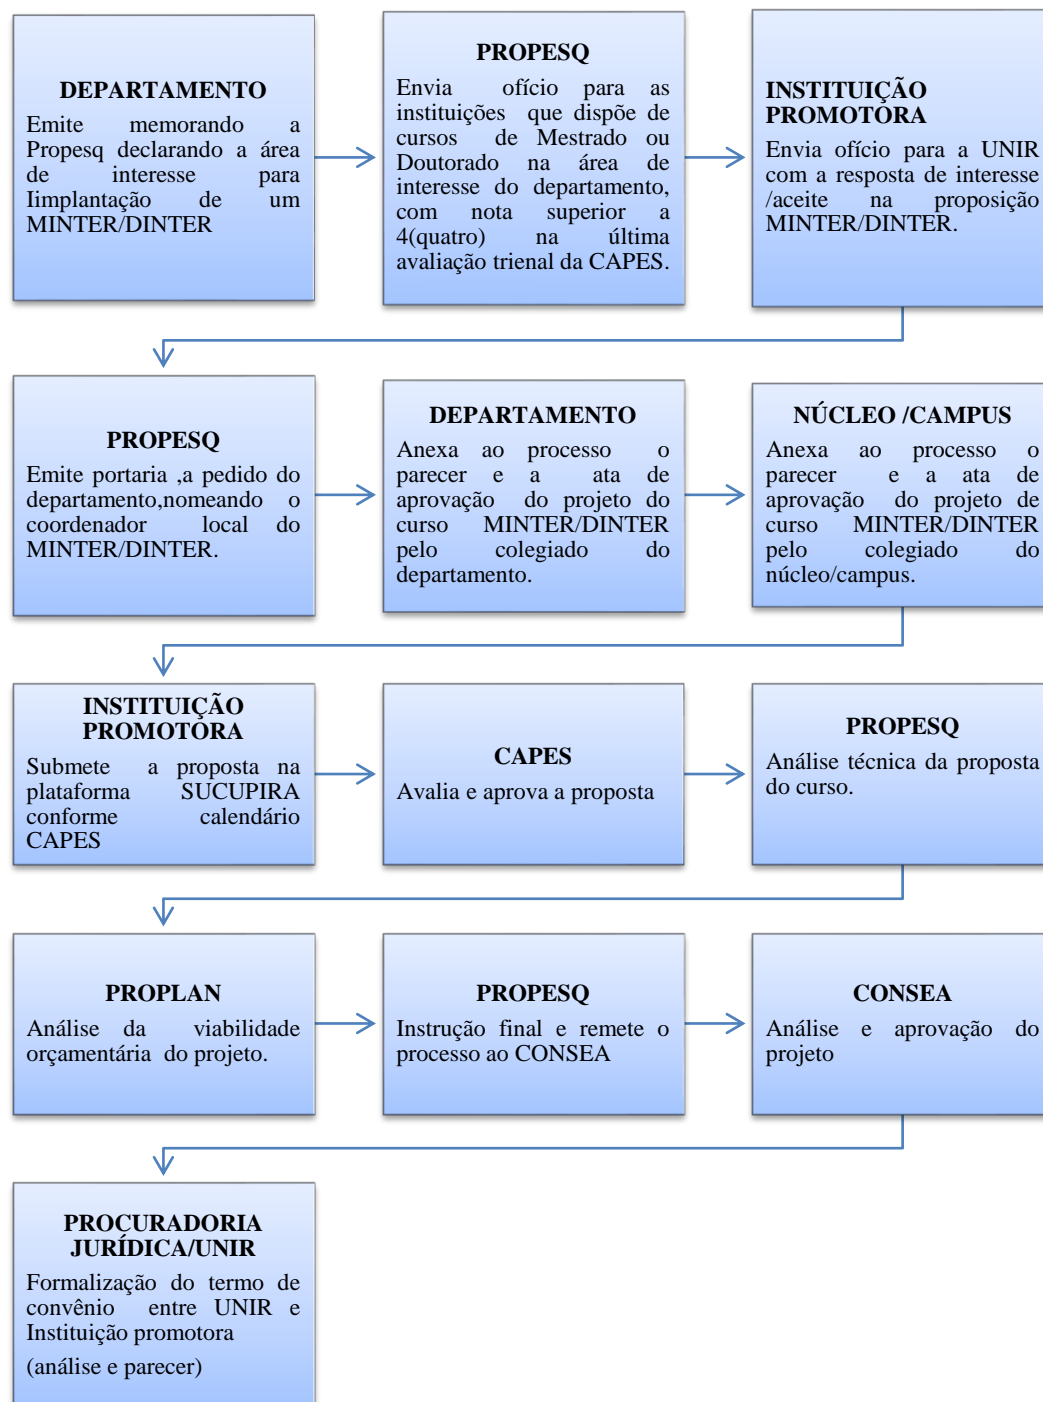 DEPARTAMENTO
Emite memorando a
Propesq declarando a área
de interesse para
Iimplantação de um
MINTER/DINTER
PROPESQ
Envia ofício para as
instituições que dispõe de
cursos de Mestrado ou
Doutorado na área de
interesse do departamento,
com nota superior a
4(quatro) na última
avaliação trienal da CAPES.
INSTITUIÇÃO
PROMOTORA
Envia ofício para a UNIR
com a resposta de interesse
/aceite na proposição
MINTER/DINTER.
PROPESQ
Emite portaria ,a pedido do
departamento,nomeando o
coordenador local do
MINTER/DINTER.
DEPARTAMENTO
Anexa ao processo o
parecer e a ata de
aprovação do projeto do
curso MINTER/DINTER
pelo colegiado do
departamento.
NÚCLEO /CAMPUS
Anexa ao processo o
parecer e a ata de
aprovação do projeto de
curso MINTER/DINTER
pelo colegiado do
núcleo/campus.
INSTITUIÇÃO
PROMOTORA
Submete a proposta na
plataforma SUCUPIRA
conforme calendário
CAPES
CAPES
Avalia e aprova a proposta
PROPESQ
Análise técnica da proposta
do curso.
PROPLAN
Análise da viabilidade
orçamentária do projeto.
PROPESQ
Instrução final e remete o
processo ao CONSEA
CONSEA
Análise e aprovação do
projeto
PROCURADORIA
JURÍDICA/UNIR
Formalização do termo de
convênio entre UNIR e
Instituição promotora
(análise e parecer)